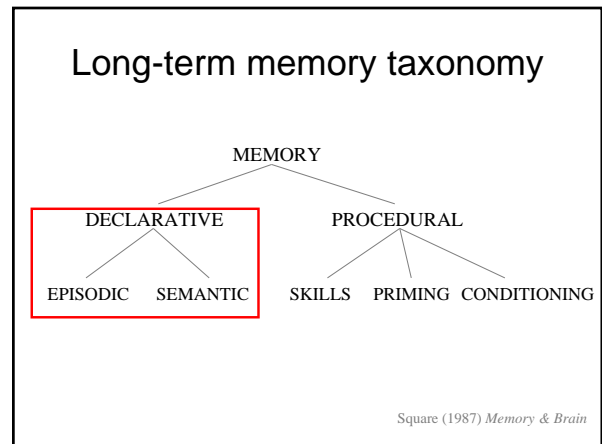 Long-term memory taxonomy
MEMORY
DECLARATIVE PROCEDURAL
EPISODIC SEMANTIC SKILLS PRIMING CONDITIONING
Square (1987) Memory & Brain